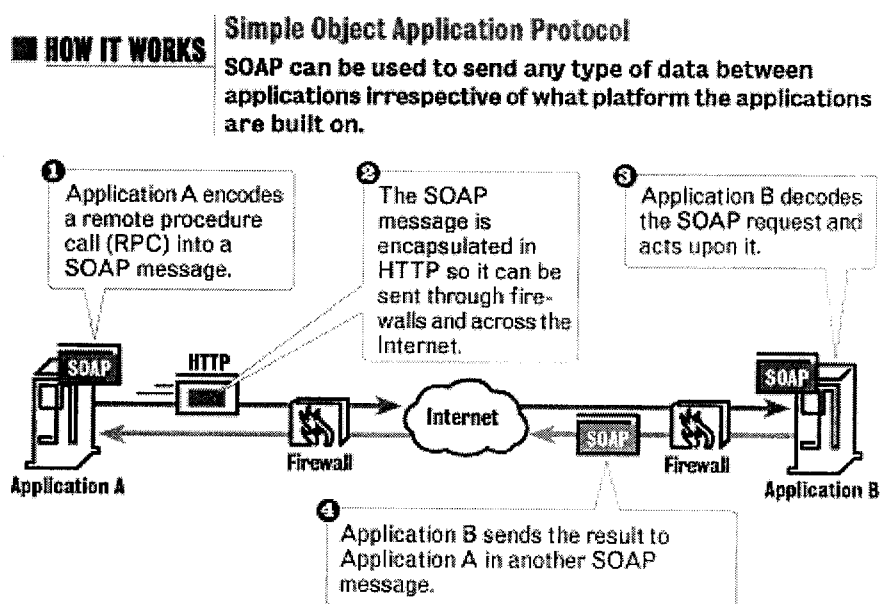 HOW IT WORKS
Simple Object Application Protocol
SOAP can be used to send any type of data between
applications irrespective of what platform the applications
are built on.
1
Application A encodes
a remote procedure
call (RPC) into a
SOAP message.
2
The SOAP
message is
encapsulated in
HTTP so it can be
sent through fire-
walls and across the
Internet.
3
Application B decodes
the SOAP request and
acts upon it.
SOAP
HTTP
SOAP
Internet
SOAP
Firewall
Firewall
Application A
Application B
4
Application B sends the result to
Application A in another SOAP
message.